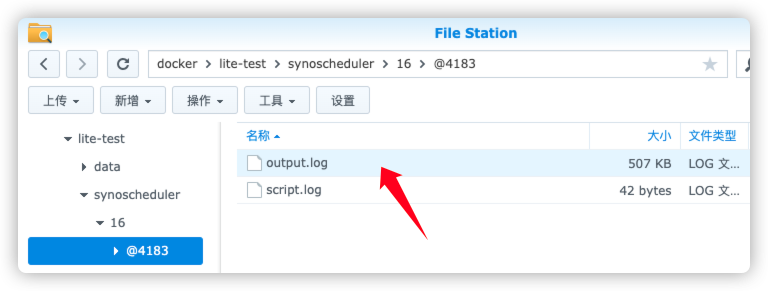 File Station
docker > lite-test > synoscheduler > 16 > @4183
上传 新增 操作 工具 设置
名称 大小 文件类型
lite-test
data
synoscheduler
16
@4183
output.log 507 KB LOG 文...
script.log 42 bytes LOG 文...